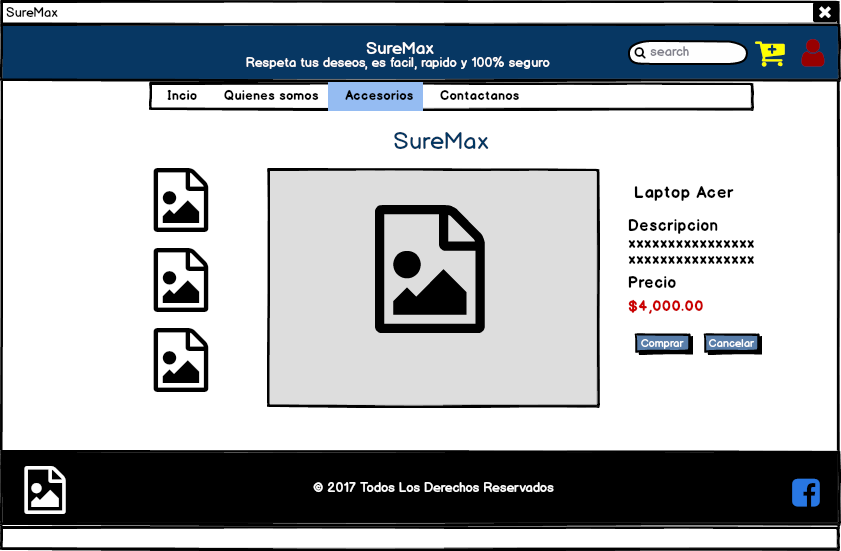 SureMax
SureMax
Respeta tus deseos, es facil, rapido y 100% seguro
search
Incio
Quienes somos
Accesorios
Contactanos
SureMax
Laptop Acer
Descripcion
xxxxxxxxxxxxxxxx
xxxxxxxxxxxxxxxx
Precio
$4,000.00
Comprar
Cancelar
© 2017 Todos Los Derechos Reservados